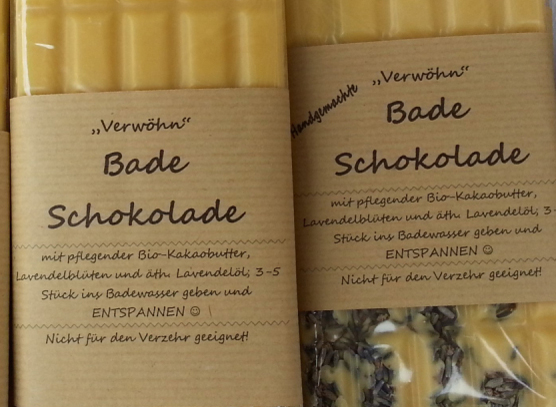 „Verwöhn“
Bade
Schokolade
mit pflegender Bio-Kakaobutter,
Lavendelblüten und äth. Lavendelöl; 3-5
Stück ins Badewasser geben und
ENTSPANNEN ☺
Nicht für den Verzehr geeignet!
Handgemachte
„Verwöhn“
Bade
Schokolade
mit pflegender Bio-Kakaobutter,
Lavendelblüten und äth. Lavendelöl; 3-
Stück ins Badewasser geben und
ENTSPANNEN ☺
Nicht für den Verzehr geeignet!